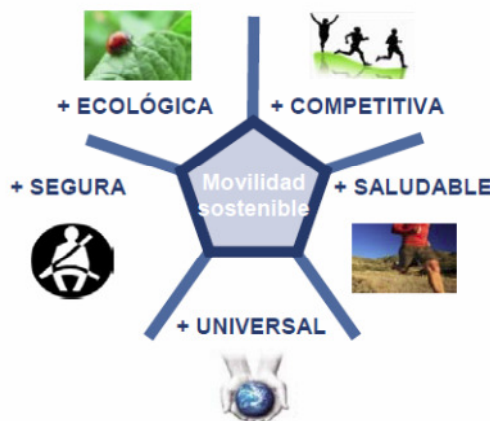 + ECOLÓGICA
+ COMPETITIVA
+ SEGURA
Movilidad
sostenible
+ SALUDABLE
+ UNIVERSAL